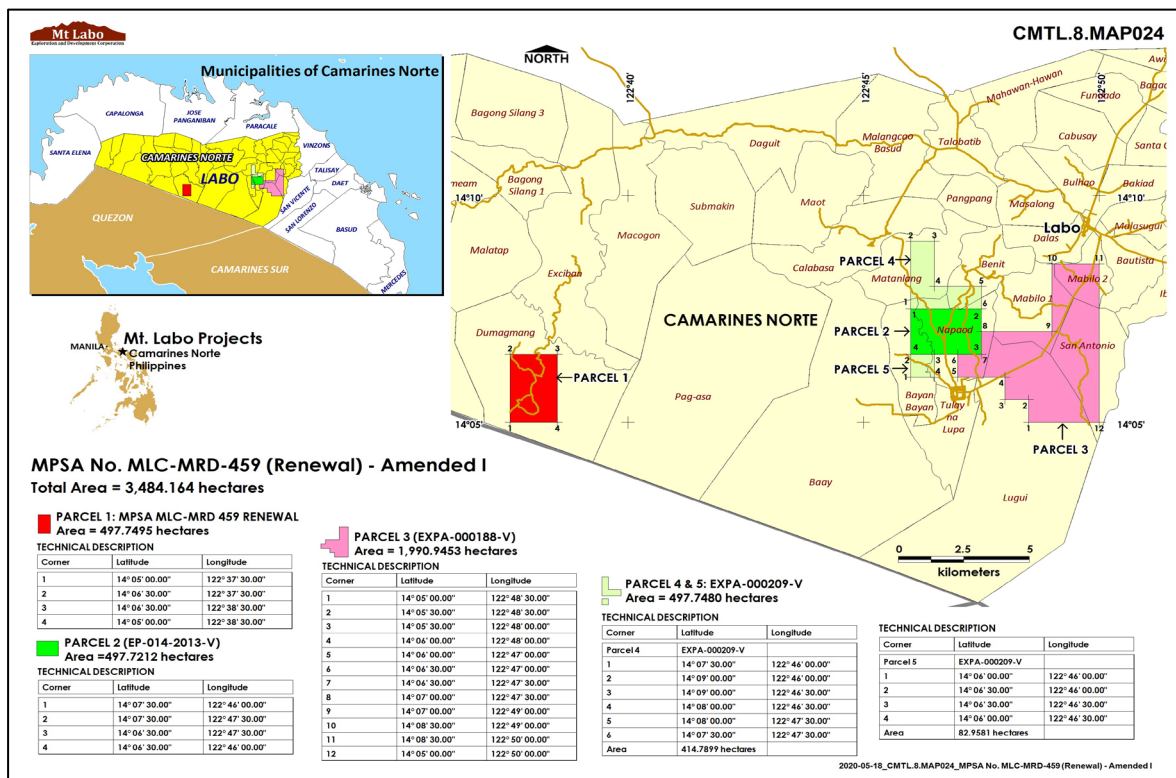 Mt Labo
Exploration and Development Corporation
CMTL.8.MAP024
Municipalities of Camarines Norte
CAPALONGA
JOSE
PANGANIBAN
PARACALE
VINZONS
SANTA ELENA
CAMARINES NORTE
LABO
TALISAY
DAET
SAN VICENTE
SAN LORENZO
BASUD
MERCEDES
QUEZON
CAMARINES SUR
MANILA
Mt. Labo Projects
Camarines Norte
Philippines
NORTH
122°40'
122°45'
122°50'
14°10'
14°10'
14°05'
14°05'
Bagong Silang 3
Bagong
Silang 1
Malatap
Exciban
Macogon
Submakin
Daguit
Dumagmang
Malangcao
Basud
Talobatib
Mahawan-Hawan
Fundado
Cabusay
Bulhao
Bakiad
Masalong
Malasugui
Pangpang
Maot
Labo
Dalas
Bautista
Calabasa
Matanlang
Benit
Mabilo 1
Mabilo 2
Napaod
San Antonio
CAMARINES NORTE
Pag-asa
Bayan
Bayan
Tulay
na
Lupa
Baay
Lugui
PARCEL 1
PARCEL 2
PARCEL 3
PARCEL 4
PARCEL 5
0 2.5 5
kilometers
MPSA No. MLC-MRD-459 (Renewal) - Amended I
Total Area = 3,484.164 hectares
PARCEL 1: MPSA MLC-MRD 459 RENEWAL
Area = 497.7495 hectares
TECHNICAL DESCRIPTION
Corner Latitude Longitude
1 14° 05' 00.00" 122° 37' 30.00"
2 14° 06' 30.00" 122° 37' 30.00"
3 14° 06' 30.00" 122° 38' 30.00"
4 14° 05' 00.00" 122° 38' 30.00"
PARCEL 2 (EP-014-2013-V)
Area =497.7212 hectares
TECHNICAL DESCRIPTION
Corner Latitude Longitude
1 14° 07' 30.00" 122° 46' 00.00"
2 14° 07' 30.00" 122° 47' 30.00"
3 14° 06' 30.00" 122° 47' 30.00"
4 14° 06' 30.00" 122° 46' 00.00"
PARCEL 3 (EXPA-000188-V)
Area = 1,990.9453 hectares
TECHNICAL DESCRIPTION
Corner Latitude Longitude
1 14° 05' 00.00" 122° 48' 30.00"
2 14° 05' 30.00" 122° 48' 30.00"
3 14° 05' 30.00" 122° 48' 00.00"
4 14° 06' 00.00" 122° 48' 00.00"
5 14° 06' 00.00" 122° 47' 00.00"
6 14° 06' 30.00" 122° 47' 00.00"
7 14° 06' 30.00" 122° 47' 30.00"
8 14° 07' 00.00" 122° 47' 30.00"
9 14° 07' 00.00" 122° 49' 00.00"
10 14° 08' 30.00" 122° 49' 00.00"
11 14° 08' 30.00" 122° 50' 00.00"
12 14° 05' 00.00" 122° 50' 00.00"
PARCEL 4 & 5: EXPA-000209-V
Area = 497.7480 hectares
TECHNICAL DESCRIPTION
Corner Latitude Longitude
Parcel 4 EXPA-000209-V
1 14° 07' 30.00" 122° 46' 00.00"
2 14° 09' 00.00" 122° 46' 00.00"
3 14° 09' 00.00" 122° 46' 30.00"
4 14° 08' 00.00" 122° 46' 30.00"
5 14° 08' 00.00" 122° 47' 30.00"
6 14° 07' 30.00" 122° 47' 30.00"
Area 414.7899 hectares
TECHNICAL DESCRIPTION
Corner Latitude Longitude
Parcel 5 EXPA-000209-V
1 14° 06' 00.00" 122° 46' 00.00"
2 14° 06' 30.00" 122° 46' 00.00"
3 14° 06' 30.00" 122° 46' 30.00"
4 14° 06' 00.00" 122° 46' 30.00"
Area 82.9581 hectares
2020-05-18_CMTL.8.MAP024_MPSA No. MLC-MRD-459 (Renewal) - Amended I